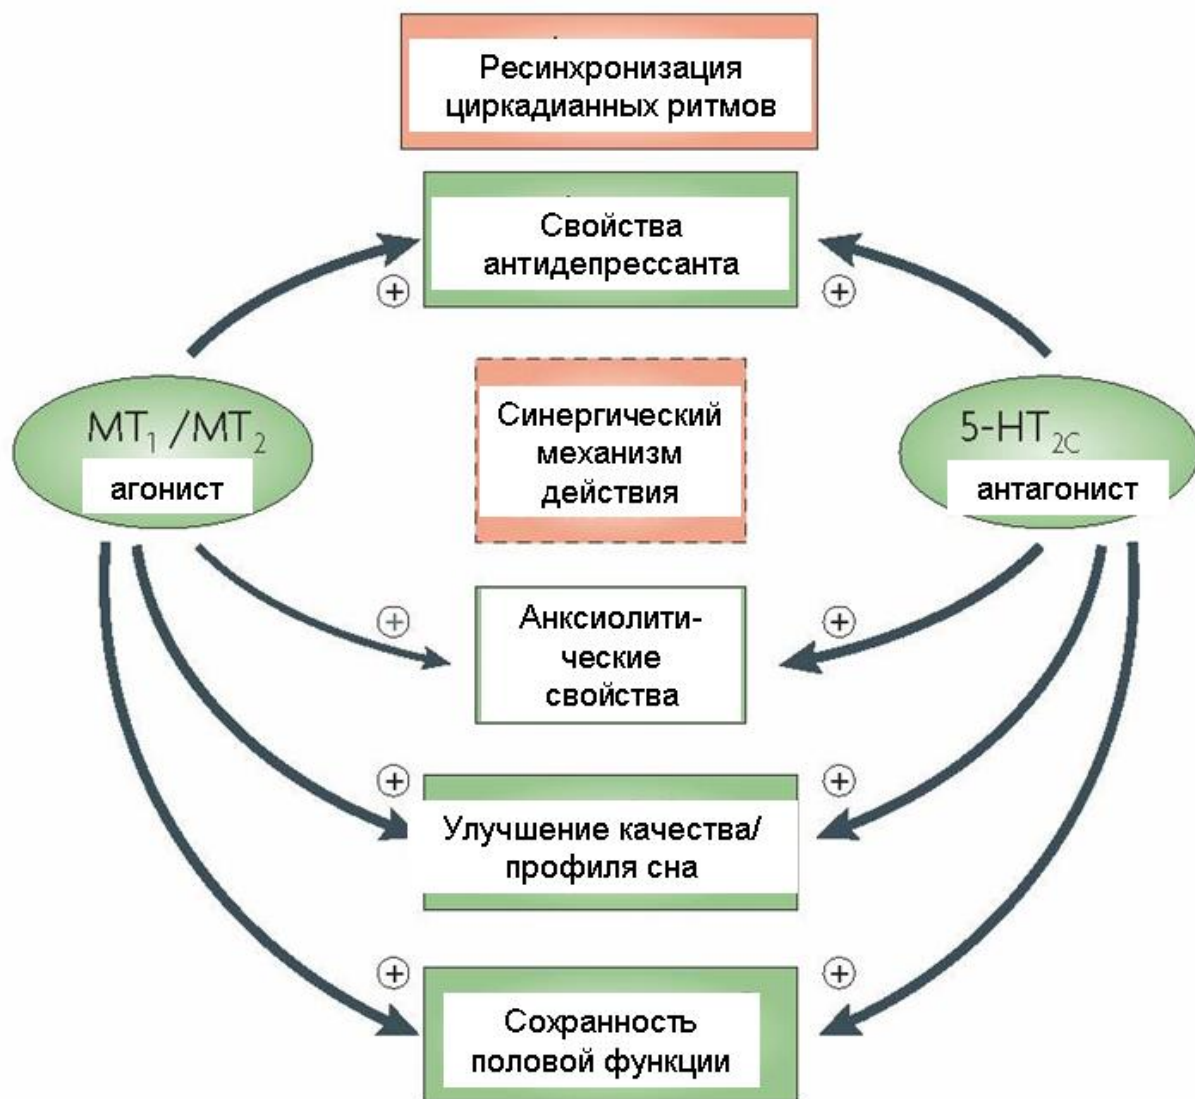 Ресинхронизация
циркадианных ритмов
Свойства
антидепрессанта
+
+
MT₁ /MT₂
агонист
Синергический
механизм
действия
5-HT₂C
антагонист
+
Анксиолити-
ческие
свойства
+
+
Улучшение качества/
профиля сна
+
+
Сохранность
половой функции
+